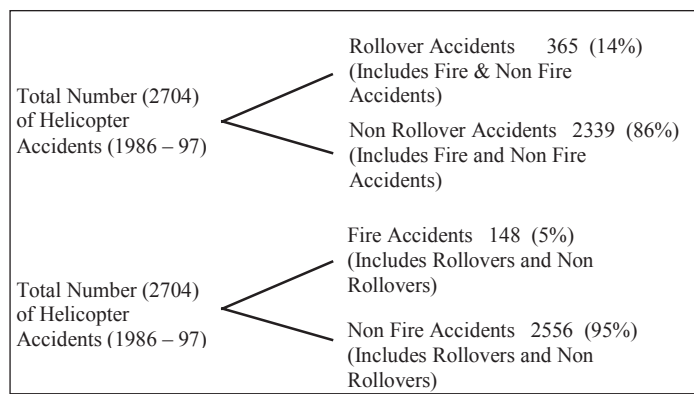 Total Number (2704)
of Helicopter
Accidents (1986 – 97)
Rollover Accidents 365 (14%)
(Includes Fire & Non Fire
Accidents)
Non Rollover Accidents 2339 (86%)
(Includes Fire and Non Fire
Accidents)
Total Number (2704)
of Helicopter
Accidents (1986 – 97)
Fire Accidents 148 (5%)
(Includes Rollovers and Non
Rollovers)
Non Fire Accidents 2556 (95%)
(Includes Rollovers and Non
Rollovers)